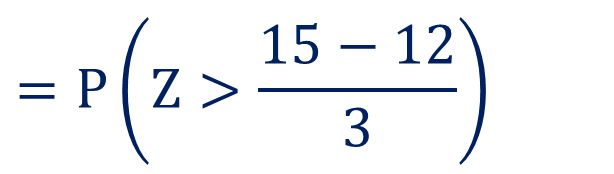 = P(Z > (15 − 12)/3)